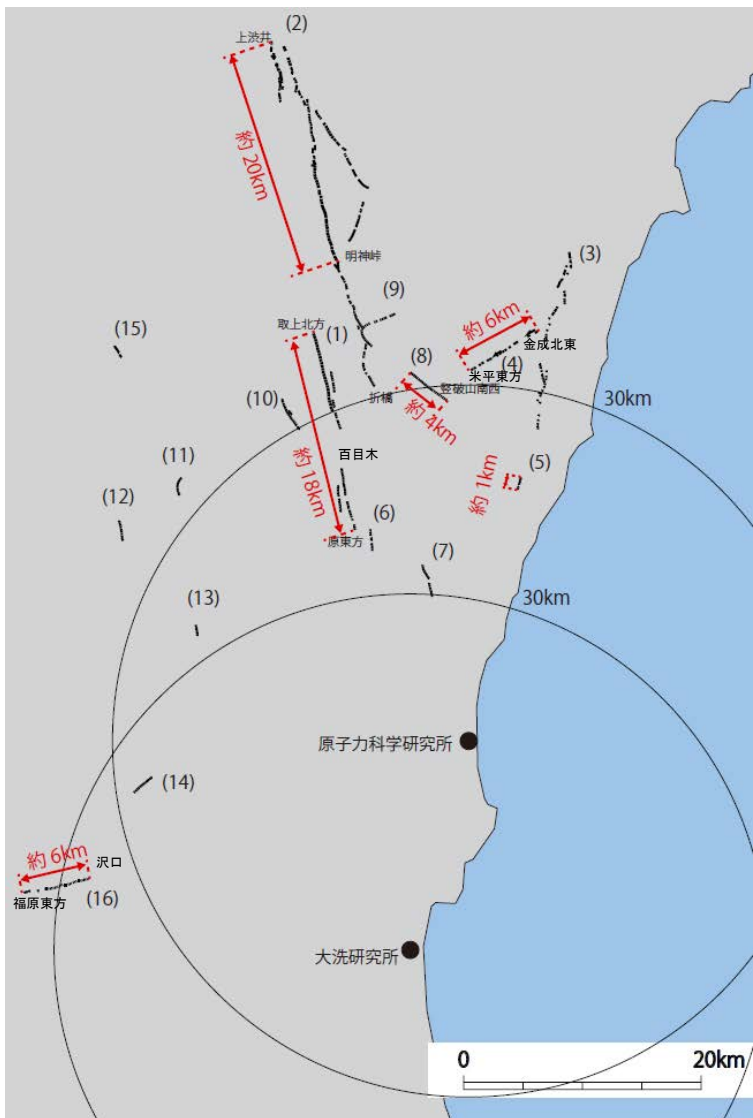 上渋井
(2)
約 20km
(3)
明神峠
(9)
約 6km
(15)
取上北方
(1)
金成北東
(8)
(4)
米平東方
(10)
折橋
竪破山南西
30km
約 4km
(11)
百目木
約 18km
約 1km
(5)
(12)
(6)
原東方
(7)
(13)
30km
原子力科学研究所
(14)
約 6km
沢口
福原東方
(16)
大洗研究所
0
20km